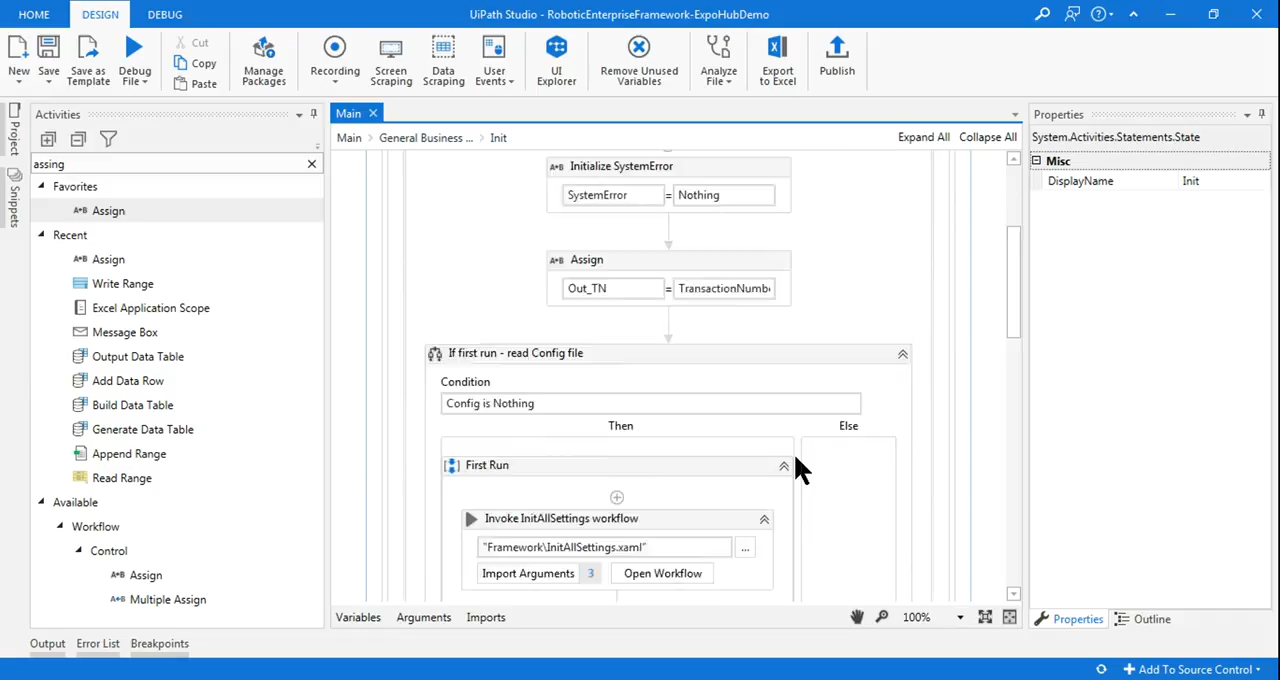 HOME DESIGN DEBUG UiPath Studio - RoboticEnterpriseFramework-ExpoHubDemo
New Save Save as Template Debug File Cut Copy Paste Manage Packages Recording Screen Scraping Data Scraping User Events UI Explorer Remove Unused Variables Analyze File Export to Excel Publish
Project
Snippets
Activities
assing
Favorites
Assign
Recent
Assign
Write Range
Excel Application Scope
Message Box
Output Data Table
Add Data Row
Build Data Table
Generate Data Table
Append Range
Read Range
Available
Workflow
Control
A+B Assign
A+B Multiple Assign
Main
Main > General Business ... > Init Expand All Collapse All
A+B Initialize SystemError
SystemError = Nothing
A+B Assign
Out_TN = TransactionNumb
If first run - read Config file
Condition
Config is Nothing
Then Else
First Run
Invoke InitAllSettings workflow
"Framework\InitAllSettings.xaml" ...
Import Arguments 3 Open Workflow
Variables Arguments Imports 100%
Properties
System.Activities.Statements.State
Misc
DisplayName Init
Properties Outline
Output Error List Breakpoints
Add To Source Control